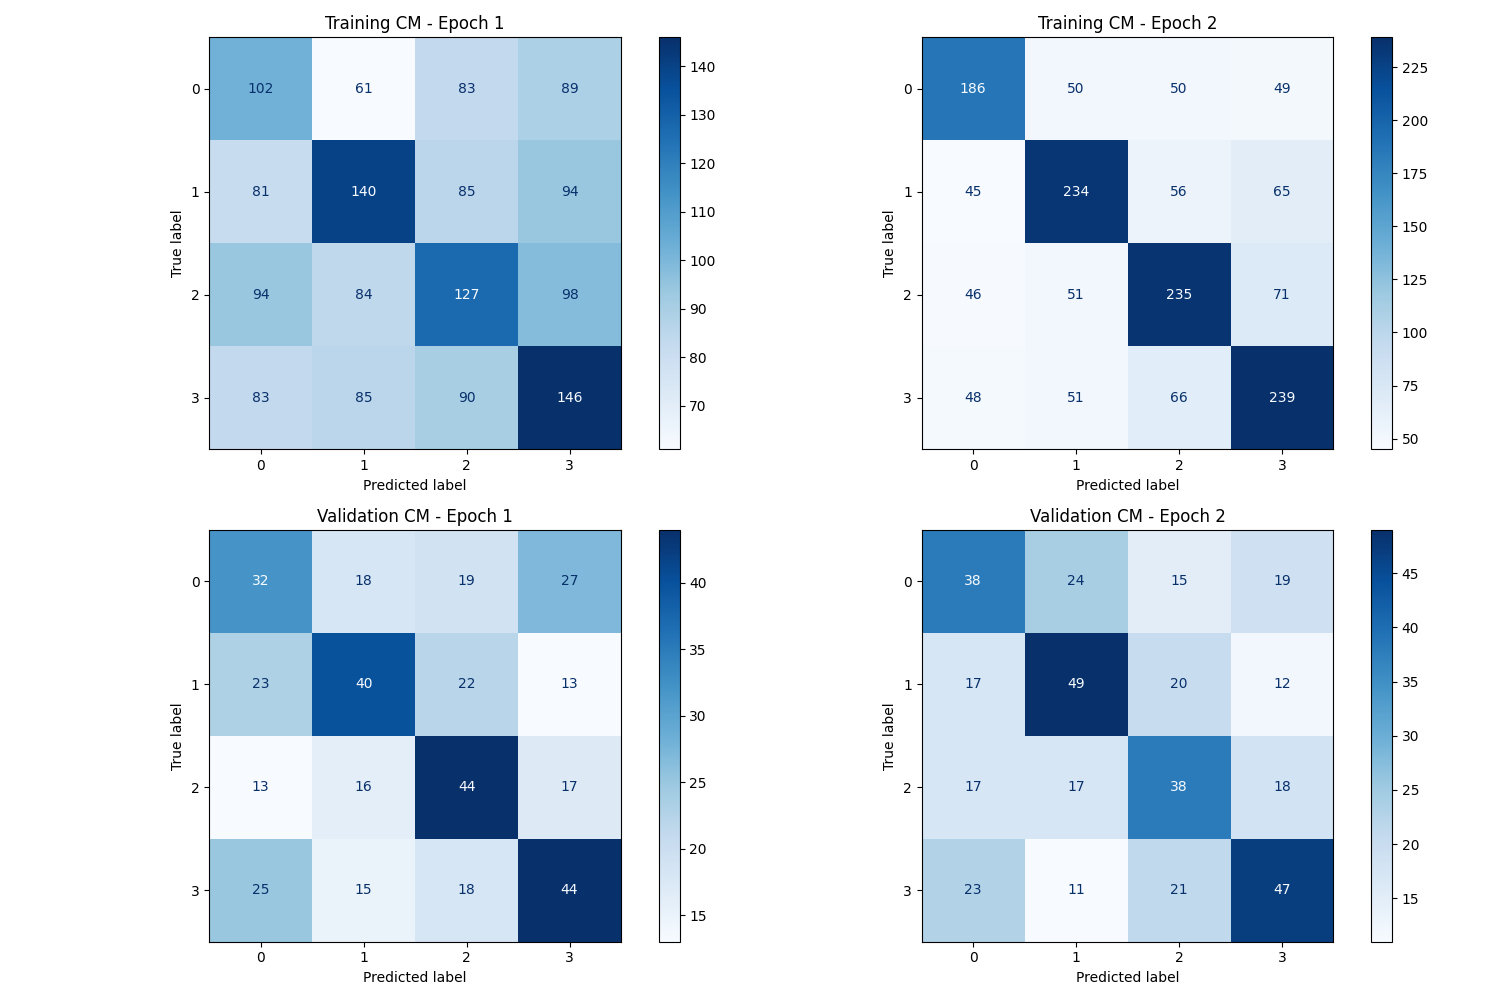 Training CM - Epoch 1
0 102 61 83 89
1 81 140 85 94
2 94 84 127 98
3 83 85 90 146
0 1 2 3
Predicted label
True label
140
130
120
110
100
90
80
70
Training CM - Epoch 2
0 186 50 50 49
1 45 234 56 65
2 46 51 235 71
3 48 51 66 239
0 1 2 3
Predicted label
True label
225
200
175
150
125
100
75
50
Validation CM - Epoch 1
0 32 18 19 27
1 23 40 22 13
2 13 16 44 17
3 25 15 18 44
0 1 2 3
Predicted label
True label
40
35
30
25
20
15
Validation CM - Epoch 2
0 38 24 15 19
1 17 49 20 12
2 17 17 38 18
3 23 11 21 47
0 1 2 3
Predicted label
True label
45
40
35
30
25
20
15